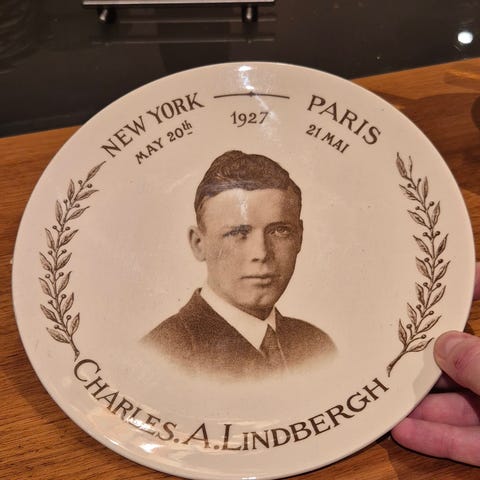 NEW YORK — PARIS
MAY 20th 1927 21 MAI
CHARLES.A.LINDBERGH